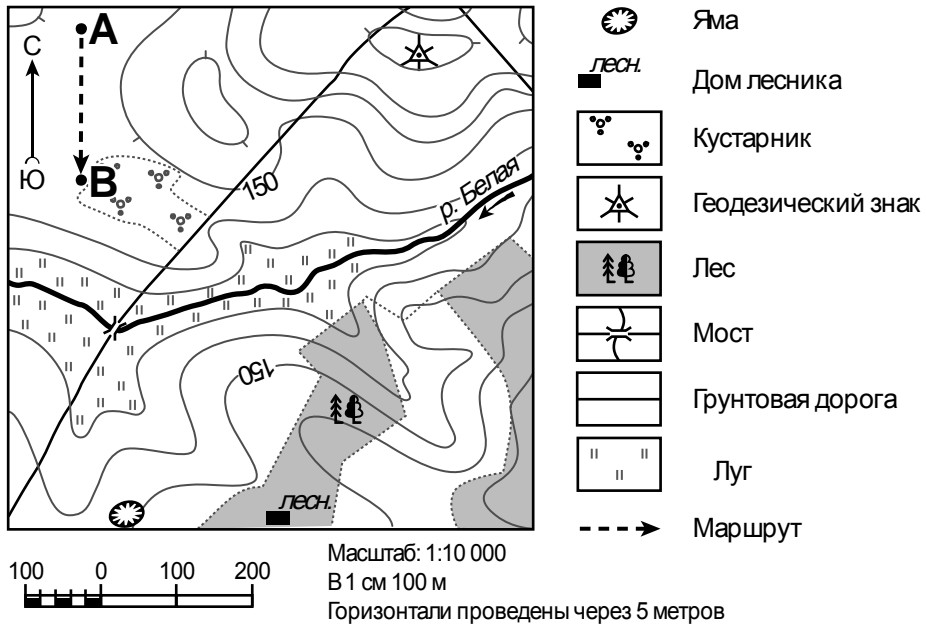 А
С
Ю
В
150
р. Белая
150
лесн.
Яма
лесн.
Дом лесника
Кустарник
Геодезический знак
Лес
Мост
Грунтовая дорога
Луг
Маршрут
100 0 100 200
Масштаб: 1:10 000
В 1 см 100 м
Горизонтали проведены через 5 метров